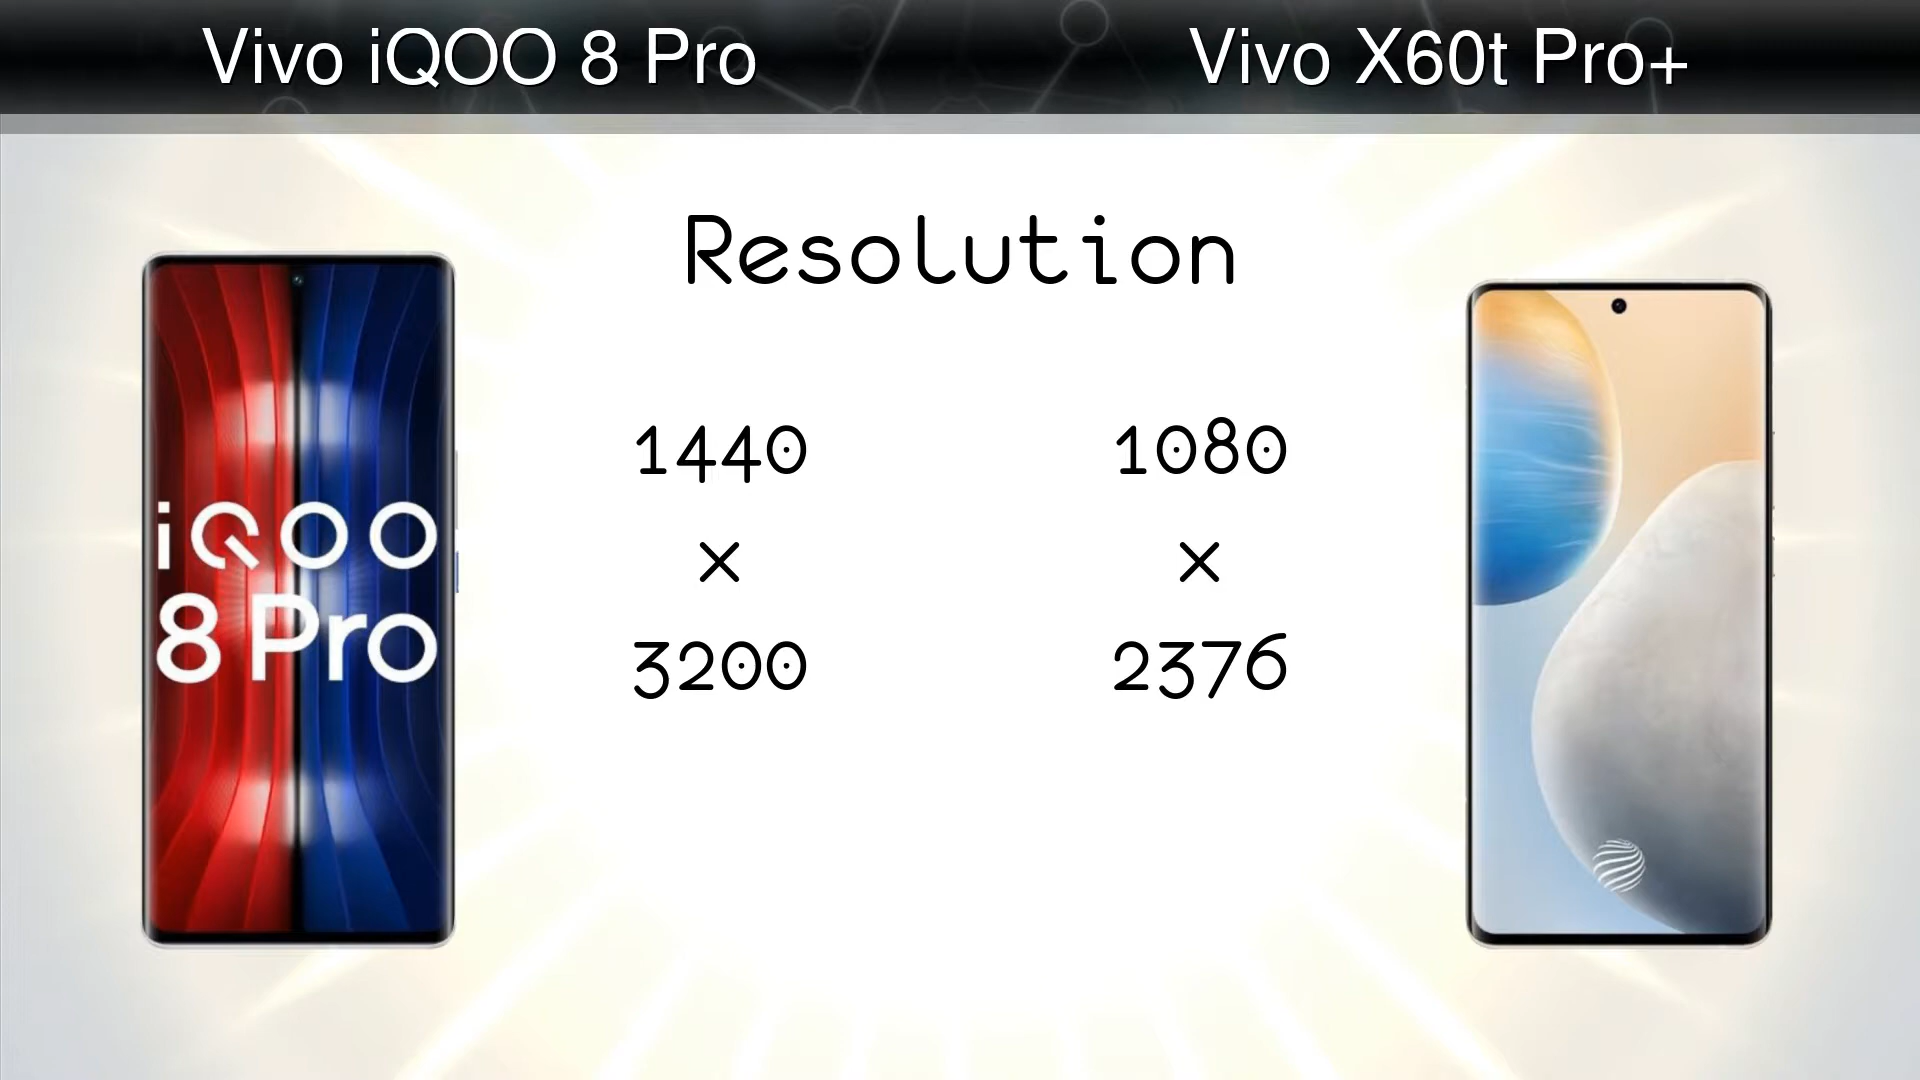 Vivo iQOO 8 Pro
Vivo X60t Pro+
Resolution
1440
×
3200
1080
×
2376
iQOO
8 Pro